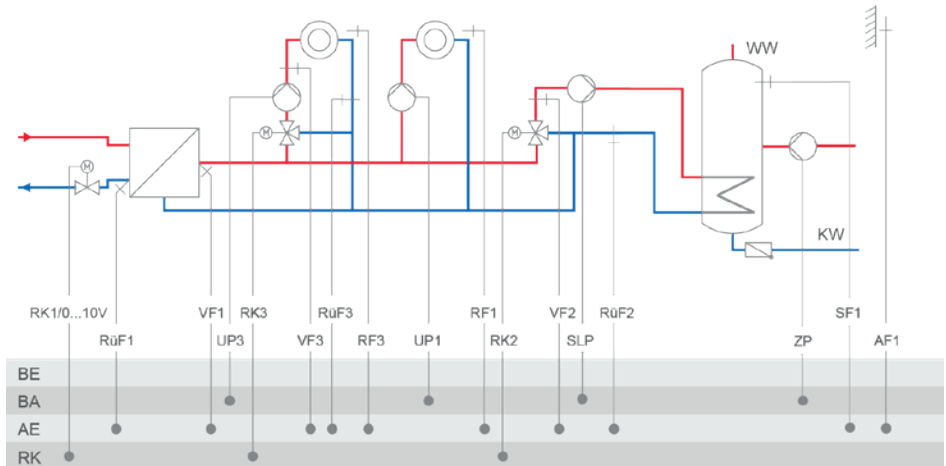 WW
M
M
M
KW
RK1/0...10V VF1 RK3 RüF3 RF1 VF2 RüF2 SF1
RüF1 UP3 VF3 RF3 UP1 RK2 SLP ZP AF1
BE
BA
AE
RK